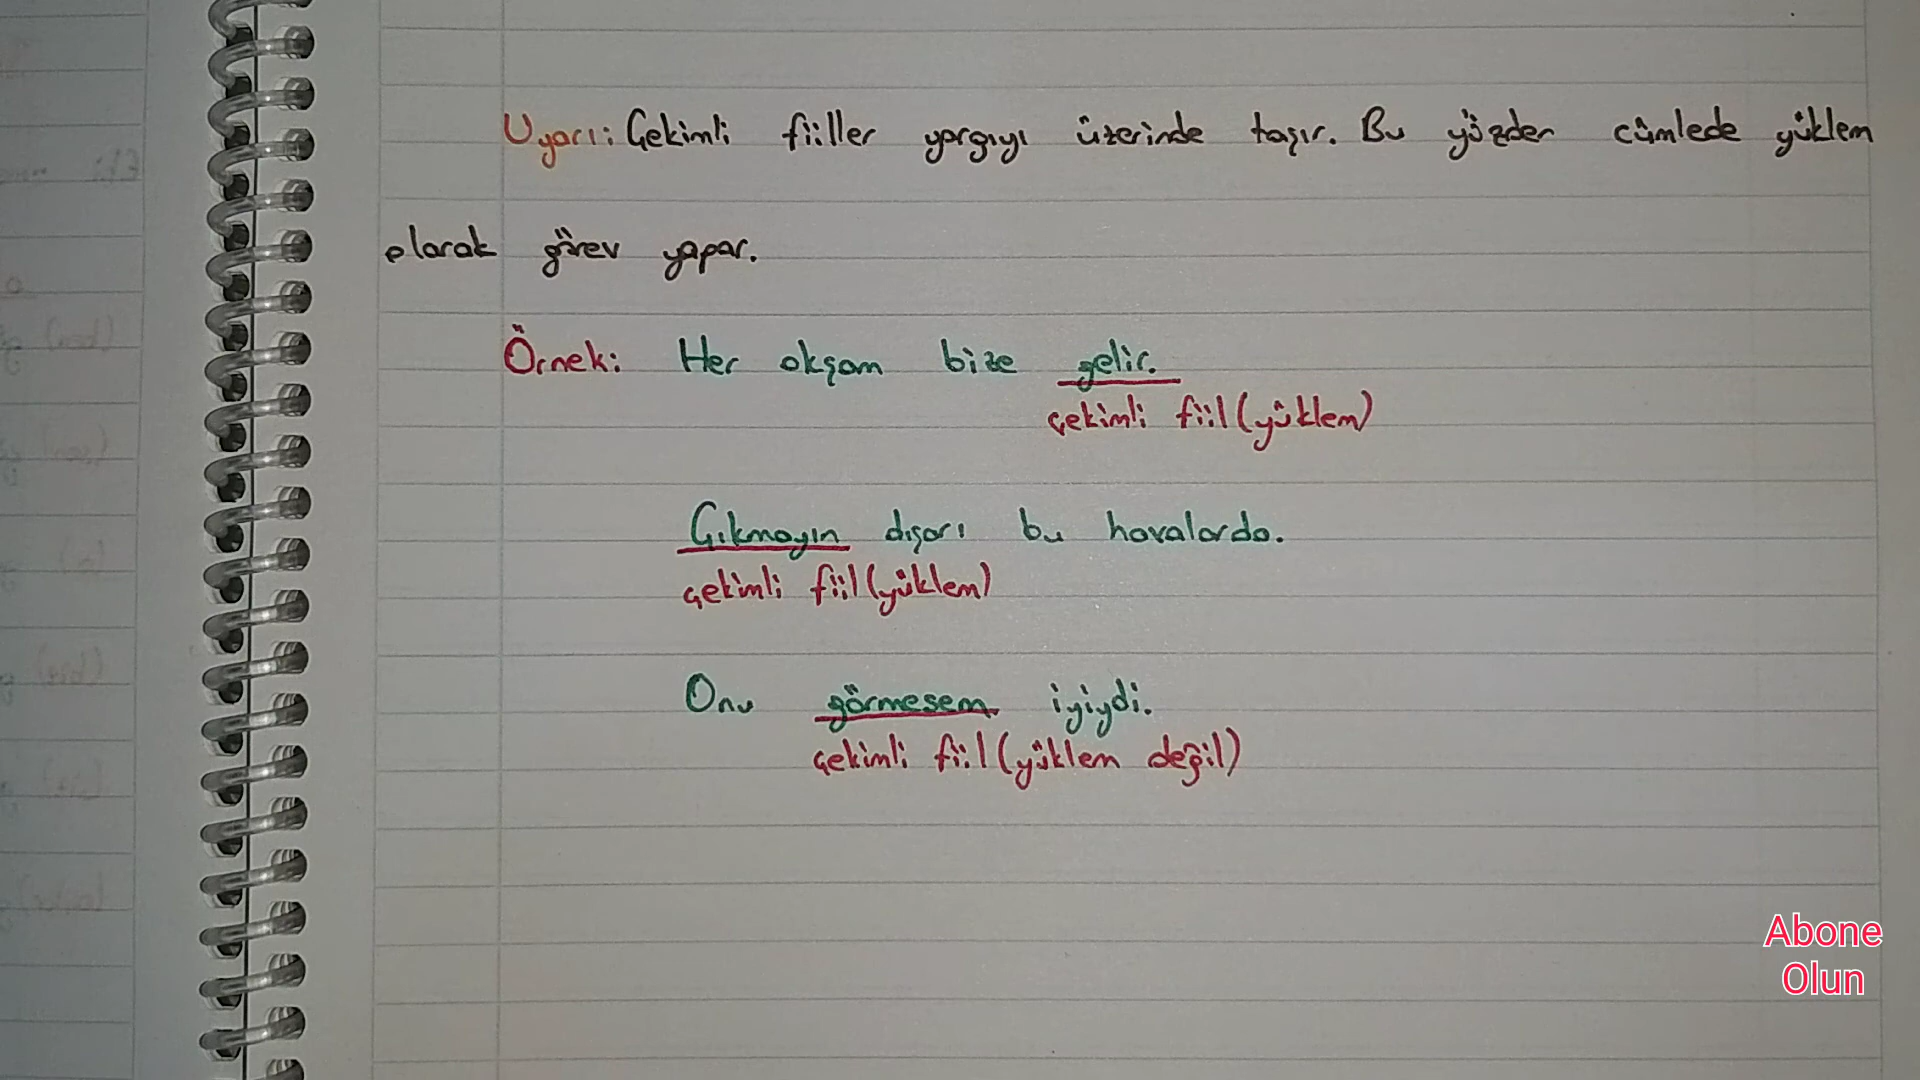 Uyarı: Çekimli fiiller yargıyı üzerinde taşır. Bu yüzden cümlede yüklem
olarak görev yapar.
Örnek: Her akşam bize gelir.
çekimli fiil (yüklem)
Çıkmayın dışarı bu havalarda.
çekimli fiil (yüklem)
Onu görmesem iyiydi.
çekimli fiil (yüklem değil)
Abone
Olun